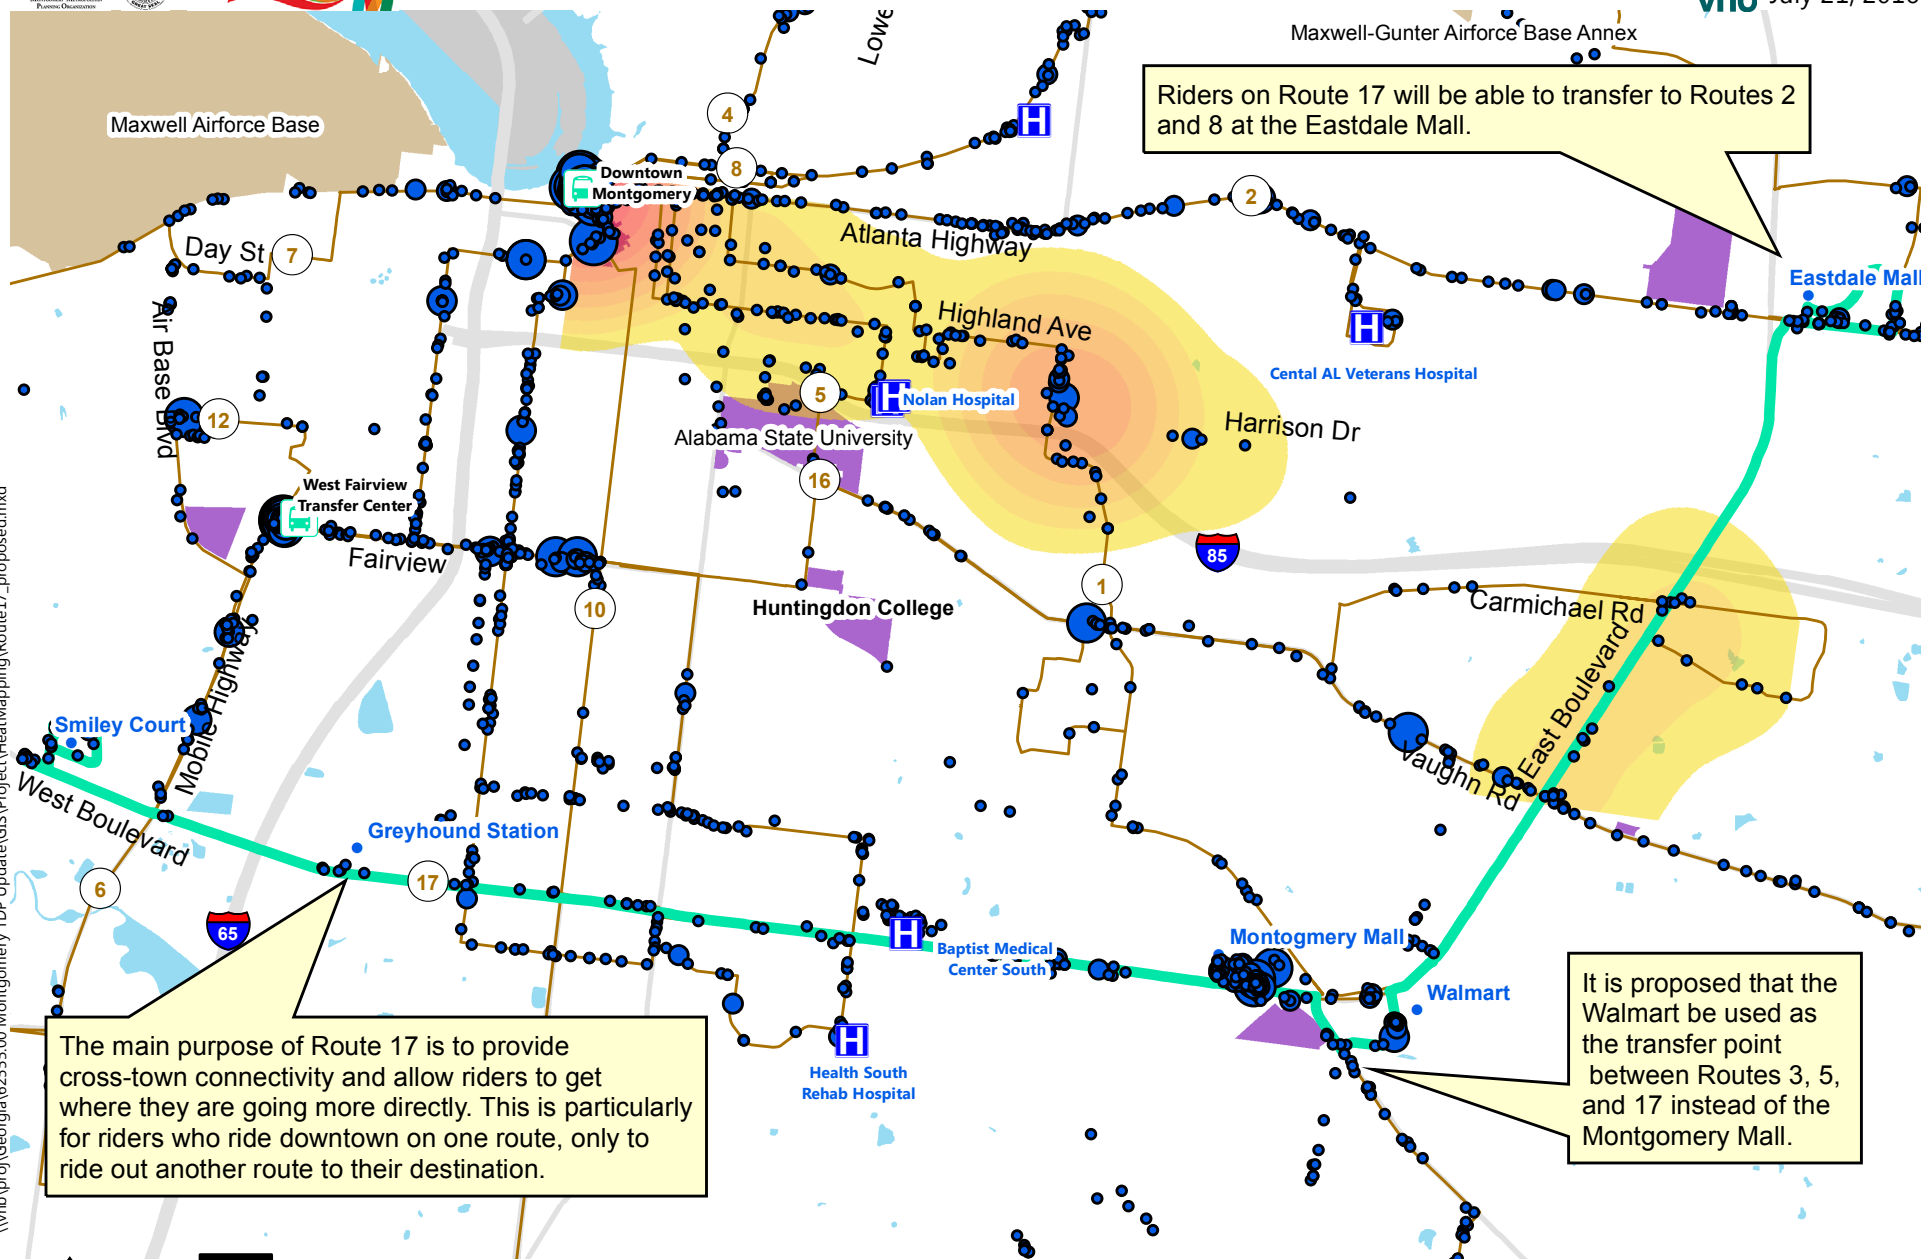 PLANNING ORGANIZATION
vhb July 21, 2016
Maxwell-Gunter Airforce Base Annex
Riders on Route 17 will be able to transfer to Routes 2
and 8 at the Eastdale Mall.
Maxwell Airforce Base
4
8
Downtown
Montgomery
2
Atlanta Highway
Day St
7
Eastdale Mall
Air Base Blvd
Highland Ave
Cental AL Veterans Hospital
H
H
H
5
Nolan Hospital
12
Harrison Dr
Alabama State University
16
West Fairview
Transfer Center
Fairview
85
1
10
Huntingdon College
Carmichael Rd
East Boulevard
Mobile Highway
Smiley Court
Vaughn Rd
West Boulevard
Greyhound Station
17
6
65
H
Baptist Medical
Center South
Montogmery Mall
Walmart
It is proposed that the
Walmart be used as
the transfer point
between Routes 3, 5,
and 17 instead of the
Montgomery Mall.
The main purpose of Route 17 is to provide
cross-town connectivity and allow riders to get
where they are going more directly. This is particularly
for riders who ride downtown on one route, only to
ride out another route to their destination.
H
Health South
Rehab Hospital